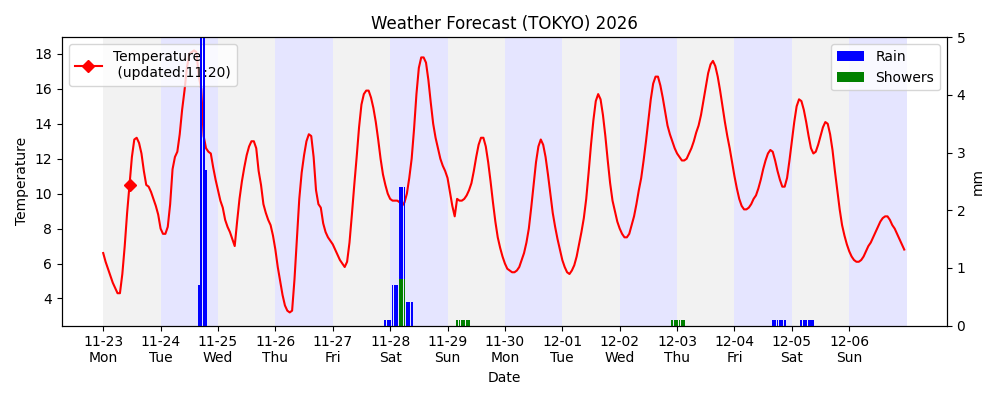 Weather Forecast (TOKYO) 2026
Temperature
(updated:11:20)
Rain
Showers
18
16
14
12
10
8
6
4
Temperature
5
4
3
2
1
0
mm
11-23 11-24 11-25 11-26 11-27 11-28 11-29 11-30 12-01 12-02 12-03 12-04 12-05 12-06
Mon Tue Wed Thu Fri Sat Sun Mon Tue Wed Thu Fri Sat Sun
Date